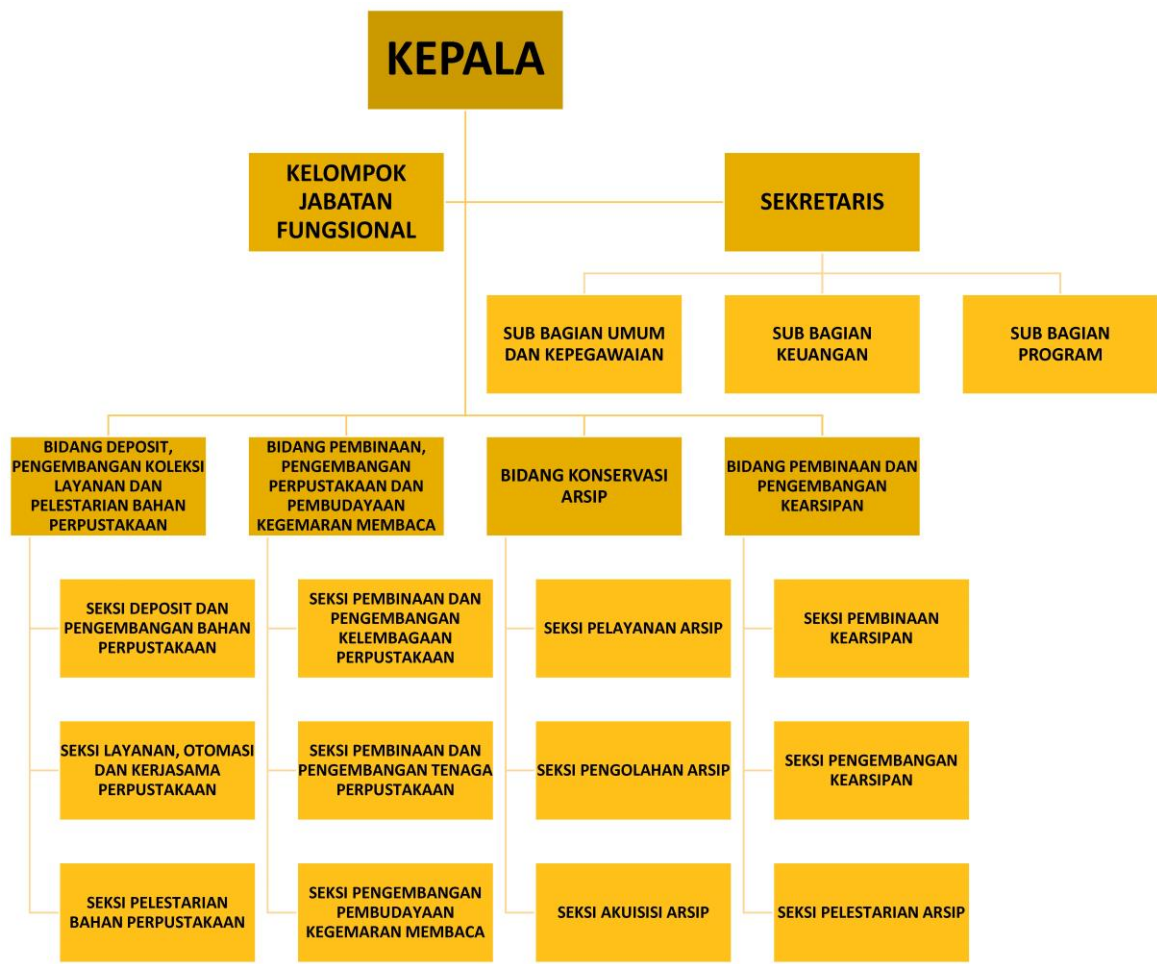 KEPALA
KELOMPOK
JABATAN
FUNGSIONAL
SEKRETARIS
SUB BAGIAN UMUM
DAN KEPEGAWAIAN
SUB BAGIAN
KEUANGAN
SUB BAGIAN
PROGRAM
BIDANG DEPOSIT,
PENGEMBANGAN KOLEKSI
LAYANAN DAN
PELESTARIAN BAHAN
PERPUSTAKAAN
BIDANG PEMBINAAN,
PENGEMBANGAN
PERPUSTAKAAN DAN
PEMBUDAYAAN
KEGEMARAN MEMBACA
BIDANG KONSERVASI
ARSIP
BIDANG PEMBINAAN DAN
PENGEMBANGAN
KEARSIPAN
SEKSI DEPOSIT DAN
PENGEMBANGAN BAHAN
PERPUSTAKAAN
SEKSI PEMBINAAN DAN
PENGEMBANGAN
KELEMBAGAAN
PERPUSTAKAAN
SEKSI PELAYANAN ARSIP
SEKSI PEMBINAAN
KEARSIPAN
SEKSI LAYANAN, OTOMASI
DAN KERJASAMA
PERPUSTAKAAN
SEKSI PEMBINAAN DAN
PENGEMBANGAN TENAGA
PERPUSTAKAAN
SEKSI PENGOLAHAN ARSIP
SEKSI PENGEMBANGAN
KEARSIPAN
SEKSI PELESTARIAN
BAHAN PERPUSTAKAAN
SEKSI PENGEMBANGAN
PEMBUDAYAAN
KEGEMARAN MEMBACA
SEKSI AKUISISI ARSIP
SEKSI PELESTARIAN ARSIP